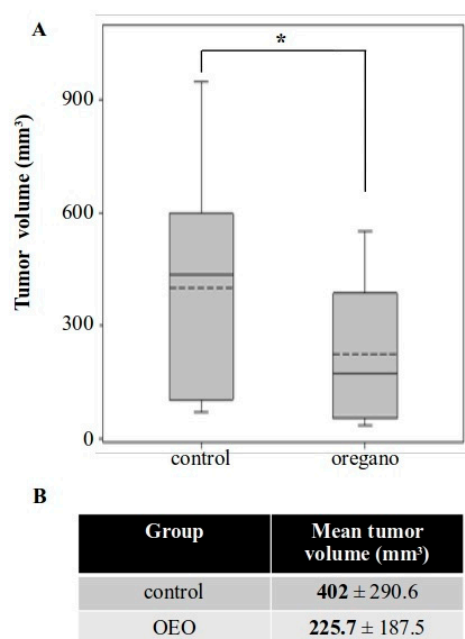 A
*
Tumor volume (mm³)
900
600
300
0
control oregano
B
Group Mean tumor volume (mm³)
control 402 ± 290.6
OEO 225.7 ± 187.5